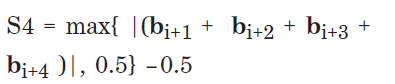 S4 = max{ |(bi+1 + bi+2 + bi+3 +
bi+4 )|, 0.5} −0.5